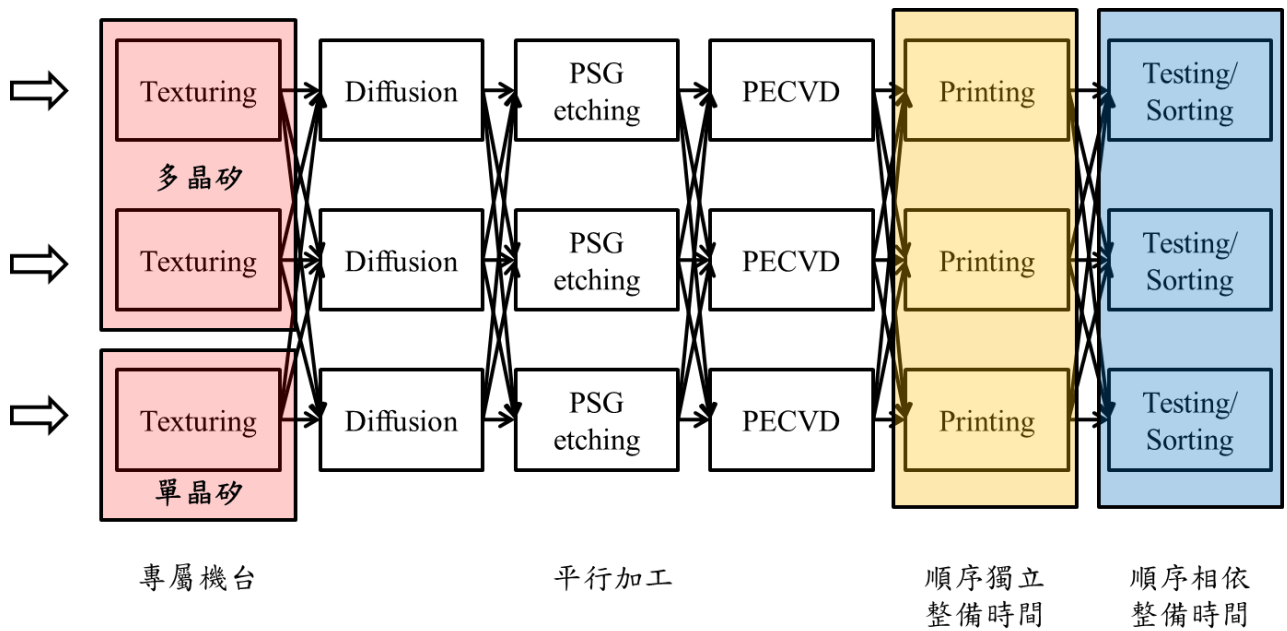 Texturing
Diffusion
PSG
etching
PECVD
Printing
Testing/
Sorting
多晶矽
Texturing
Diffusion
PSG
etching
PECVD
Printing
Testing/
Sorting
Texturing
Diffusion
PSG
etching
PECVD
Printing
Testing/
Sorting
單晶矽
專屬機台
平行加工
順序獨立
整備時間
順序相依
整備時間